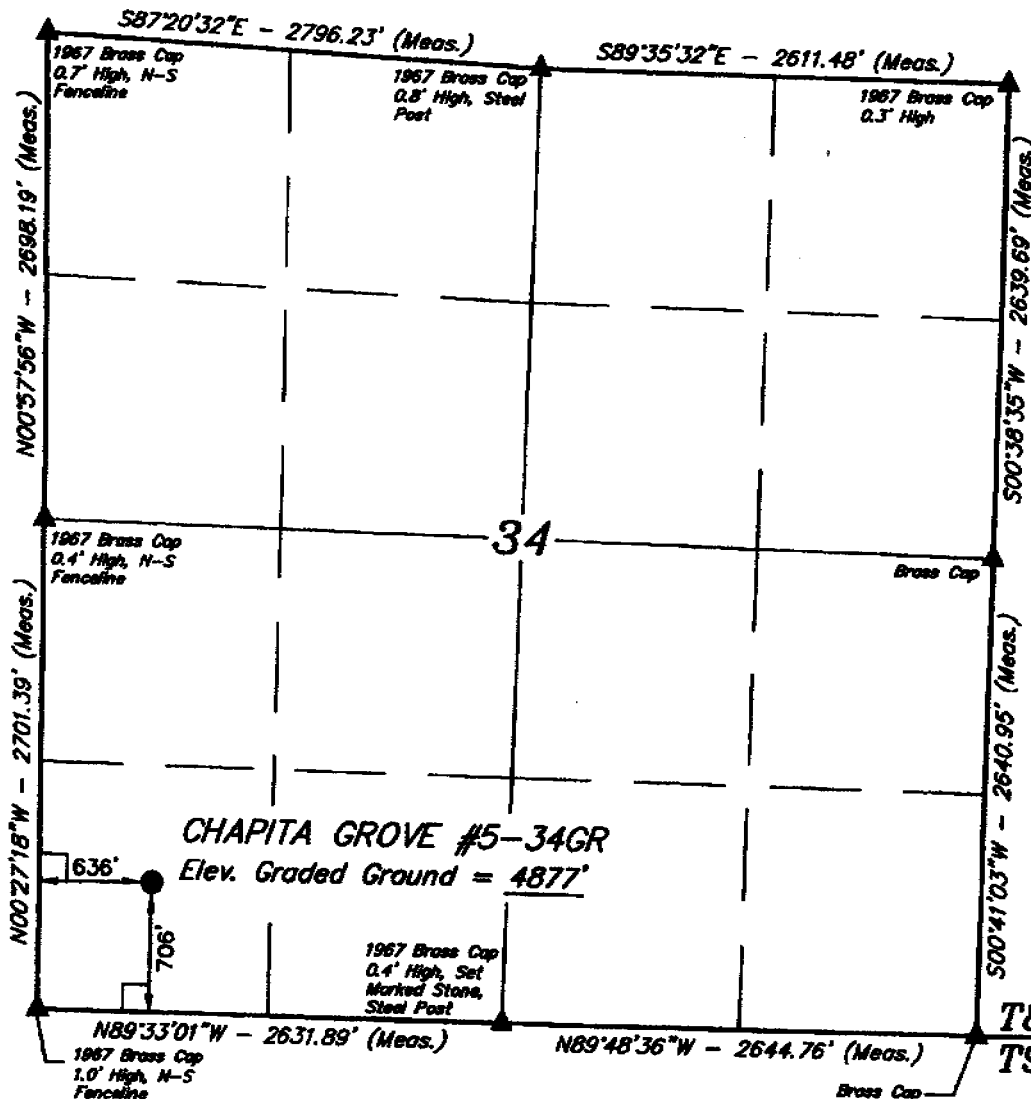 S87°20'32"E - 2796.23' (Meas.)
S89°35'32"E - 2611.48' (Meas.)
1967 Brass Cap
0.7' High, N-S
Fenceline
1967 Brass Cap
0.8' High, Steel
Post
1967 Brass Cap
0.3' High
N00°57'56"W - 2698.19' (Meas.)
S00°38'35"W - 2639.69' (Meas.)
34
1967 Brass Cap
0.4' High, N-S
Fenceline
Brass Cap
N00°27'18"W - 2701.39' (Meas.)
S00°41'03"W - 2640.95' (Meas.)
CHAPITA GROVE #5-34GR
Elev. Graded Ground = 4877'
636'
706'
1967 Brass Cap
0.4' High, Set
Marked Stone,
Steel Post
N89°33'01"W - 2631.89' (Meas.)
N89°48'36"W - 2644.76' (Meas.)
1967 Brass Cap
1.0' High, N-S
Fenceline
Brass Cap